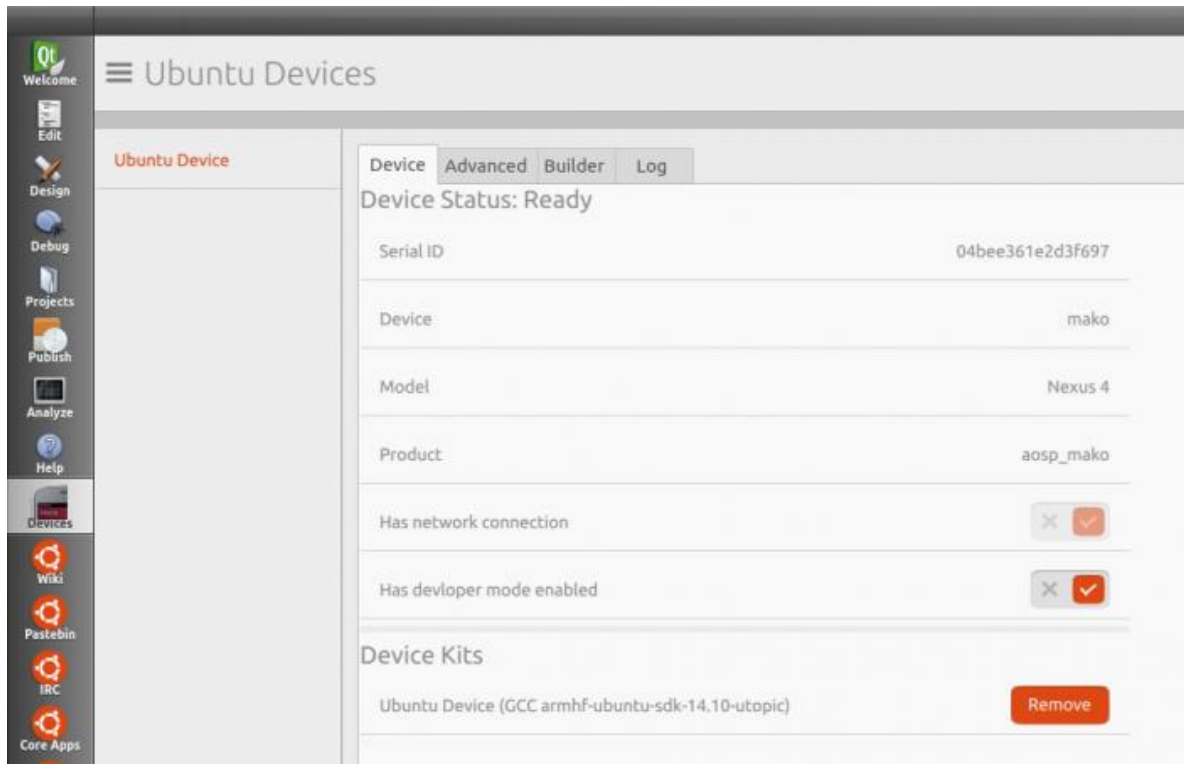 Qt
Welcome
Edit
Design
Debug
Projects
Publish
Analyze
Help
Devices
Wiki
Pastebin
IRC
Core Apps
Ubuntu Devices
Ubuntu Device
Device Advanced Builder Log
Device Status: Ready
Serial ID 04bee361e2d3f697
Device mako
Model Nexus 4
Product aosp_mako
Has network connection
Has devloper mode enabled
Device Kits
Ubuntu Device (GCC armhf-ubuntu-sdk-14.10-utopic) Remove